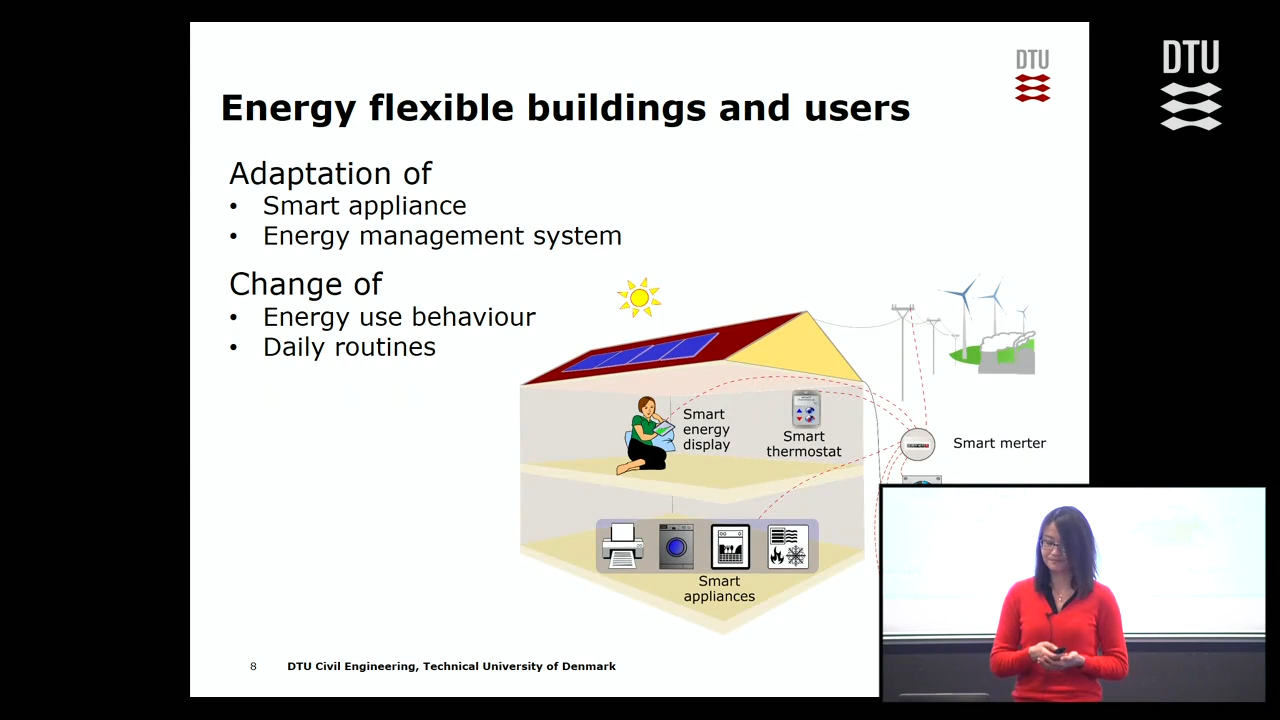 DTU
DTU
Energy flexible buildings and users
Adaptation of
• Smart appliance
• Energy management system
Change of
• Energy use behaviour
• Daily routines
Smart
energy
display
Smart
thermostat
Smart merter
Smart
appliances
8 DTU Civil Engineering, Technical University of Denmark